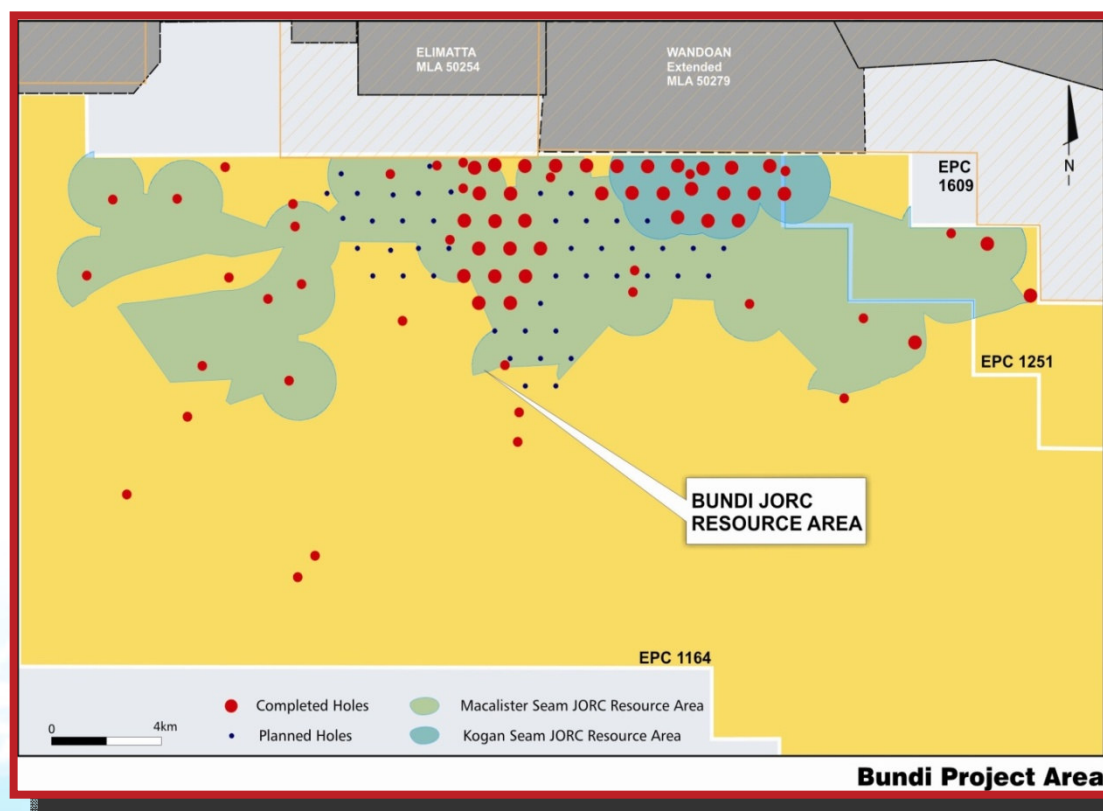 ELIMATTA
MLA 50254
WANDOAN
Extended
MLA 50279
N
EPC
1609
EPC 1251
BUNDI JORC
RESOURCE AREA
EPC 1164
Completed Holes
Macalister Seam JORC Resource Area
0 4km
Planned Holes
Kogan Seam JORC Resource Area
Bundi Project Area